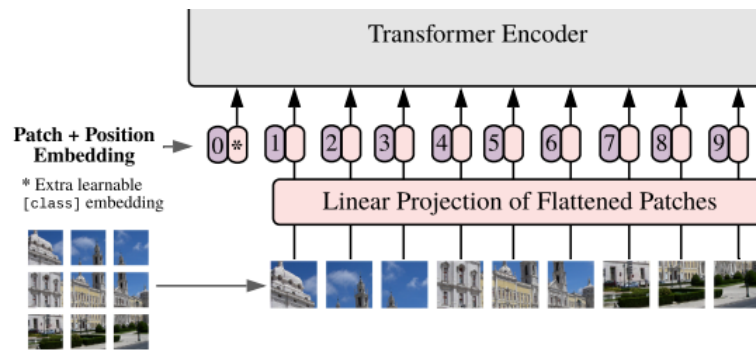 Transformer Encoder
Patch + Position
Embedding
0 * 1 2 3 4 5 6 7 8 9
* Extra learnable
[class] embedding
Linear Projection of Flattened Patches